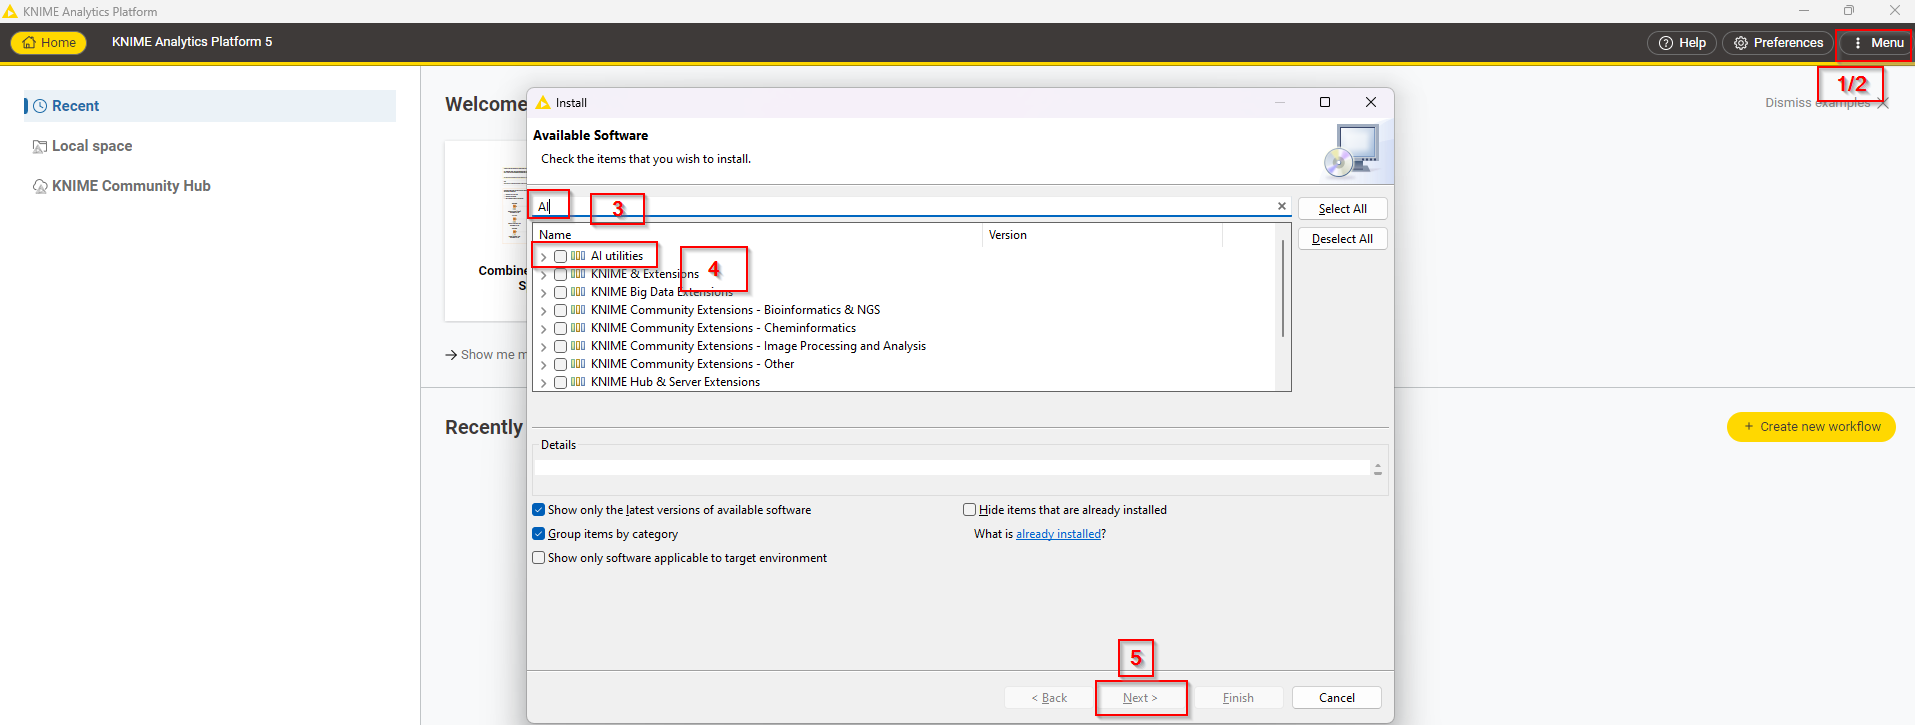 KNIME Analytics Platform
Home
KNIME Analytics Platform 5
Help
Preferences
Menu
1/2
Dismiss examples
Recent
Local space
KNIME Community Hub
Welcome
Combine
S
Show me m
Recently
Create new workflow
Install
Available Software
Check the items that you wish to install.
AI
3
Select All
Deselect All
Name
Version
AI utilities
4
KNIME & Extensions
KNIME Big Data Extensions
KNIME Community Extensions - Bioinformatics & NGS
KNIME Community Extensions - Cheminformatics
KNIME Community Extensions - Image Processing and Analysis
KNIME Community Extensions - Other
KNIME Hub & Server Extensions
Details
Show only the latest versions of available software
Hide items that are already installed
Group items by category
What is already installed?
Show only software applicable to target environment
5
< Back
Next >
Finish
Cancel